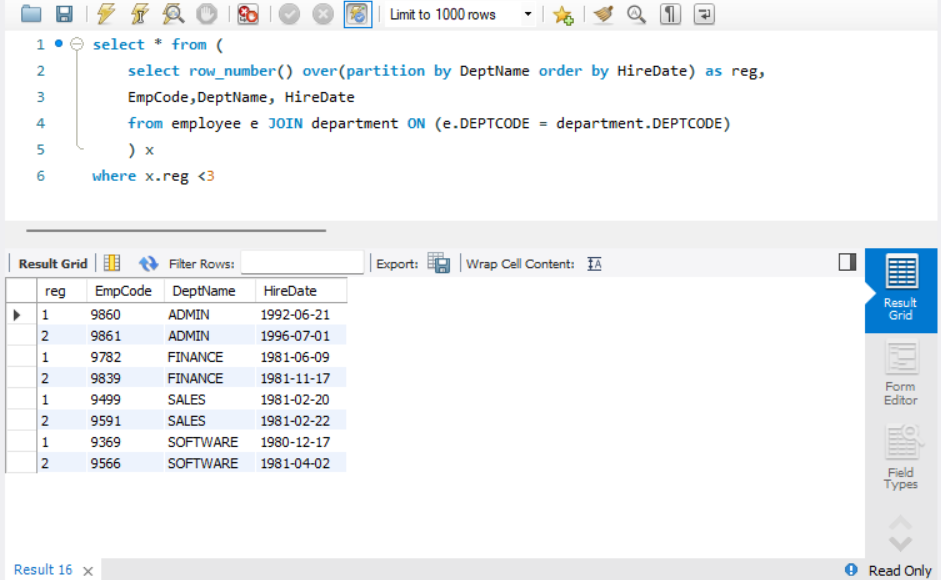 Limit to 1000 rows
1 select * from (
2 select row_number() over(partition by DeptName order by HireDate) as reg,
3 EmpCode,DeptName, HireDate
4 from employee e JOIN department ON (e.DEPTCODE = department.DEPTCODE)
5 ) x
6 where x.reg <3
Result Grid Filter Rows: Export: Wrap Cell Content: IA
reg EmpCode DeptName HireDate
1 9860 ADMIN 1992-06-21
2 9861 ADMIN 1996-07-01
1 9782 FINANCE 1981-06-09
2 9839 FINANCE 1981-11-17
1 9499 SALES 1981-02-20
2 9591 SALES 1981-02-22
1 9369 SOFTWARE 1980-12-17
2 9566 SOFTWARE 1981-04-02
Result
Grid
Form
Editor
Field
Types
Result 16 Read Only